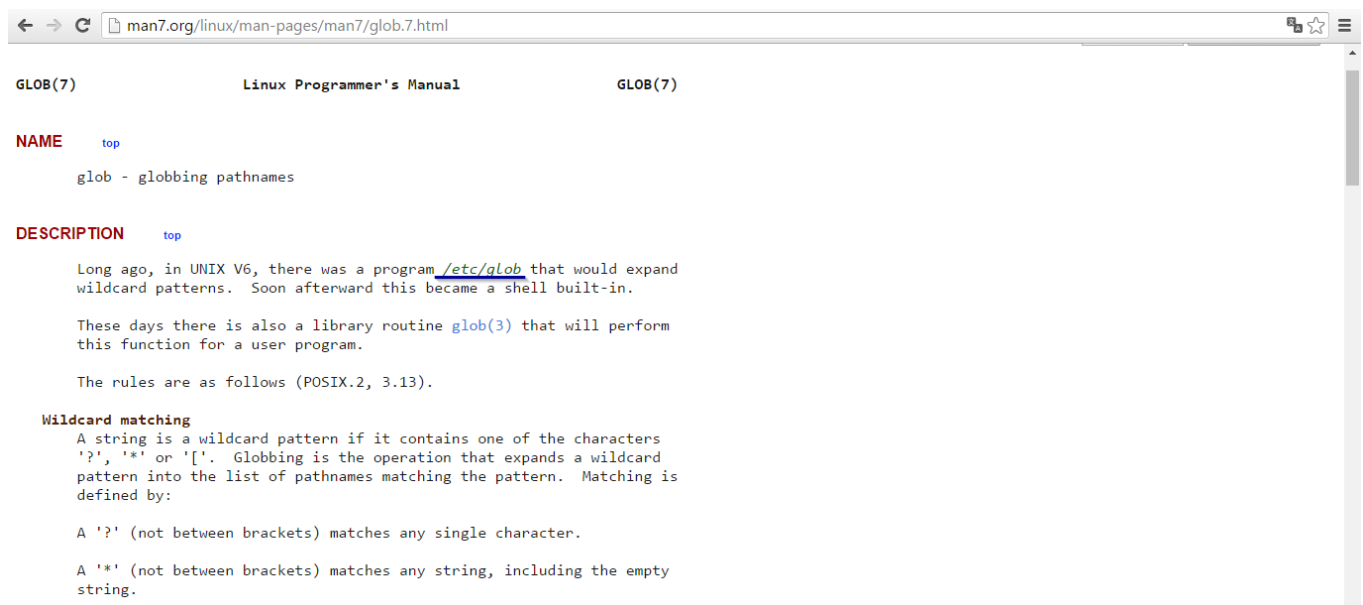 man7.org/linux/man-pages/man7/glob.7.html
GLOB(7) Linux Programmer's Manual GLOB(7)
NAME top
glob - globbing pathnames
DESCRIPTION top
Long ago, in UNIX V6, there was a program /etc/glob that would expand
wildcard patterns. Soon afterward this became a shell built-in.
These days there is also a library routine glob(3) that will perform
this function for a user program.
The rules are as follows (POSIX.2, 3.13).
Wildcard matching
A string is a wildcard pattern if it contains one of the characters
'?', '*' or '['. Globbing is the operation that expands a wildcard
pattern into the list of pathnames matching the pattern. Matching is
defined by:
A '?' (not between brackets) matches any single character.
A '*' (not between brackets) matches any string, including the empty
string.